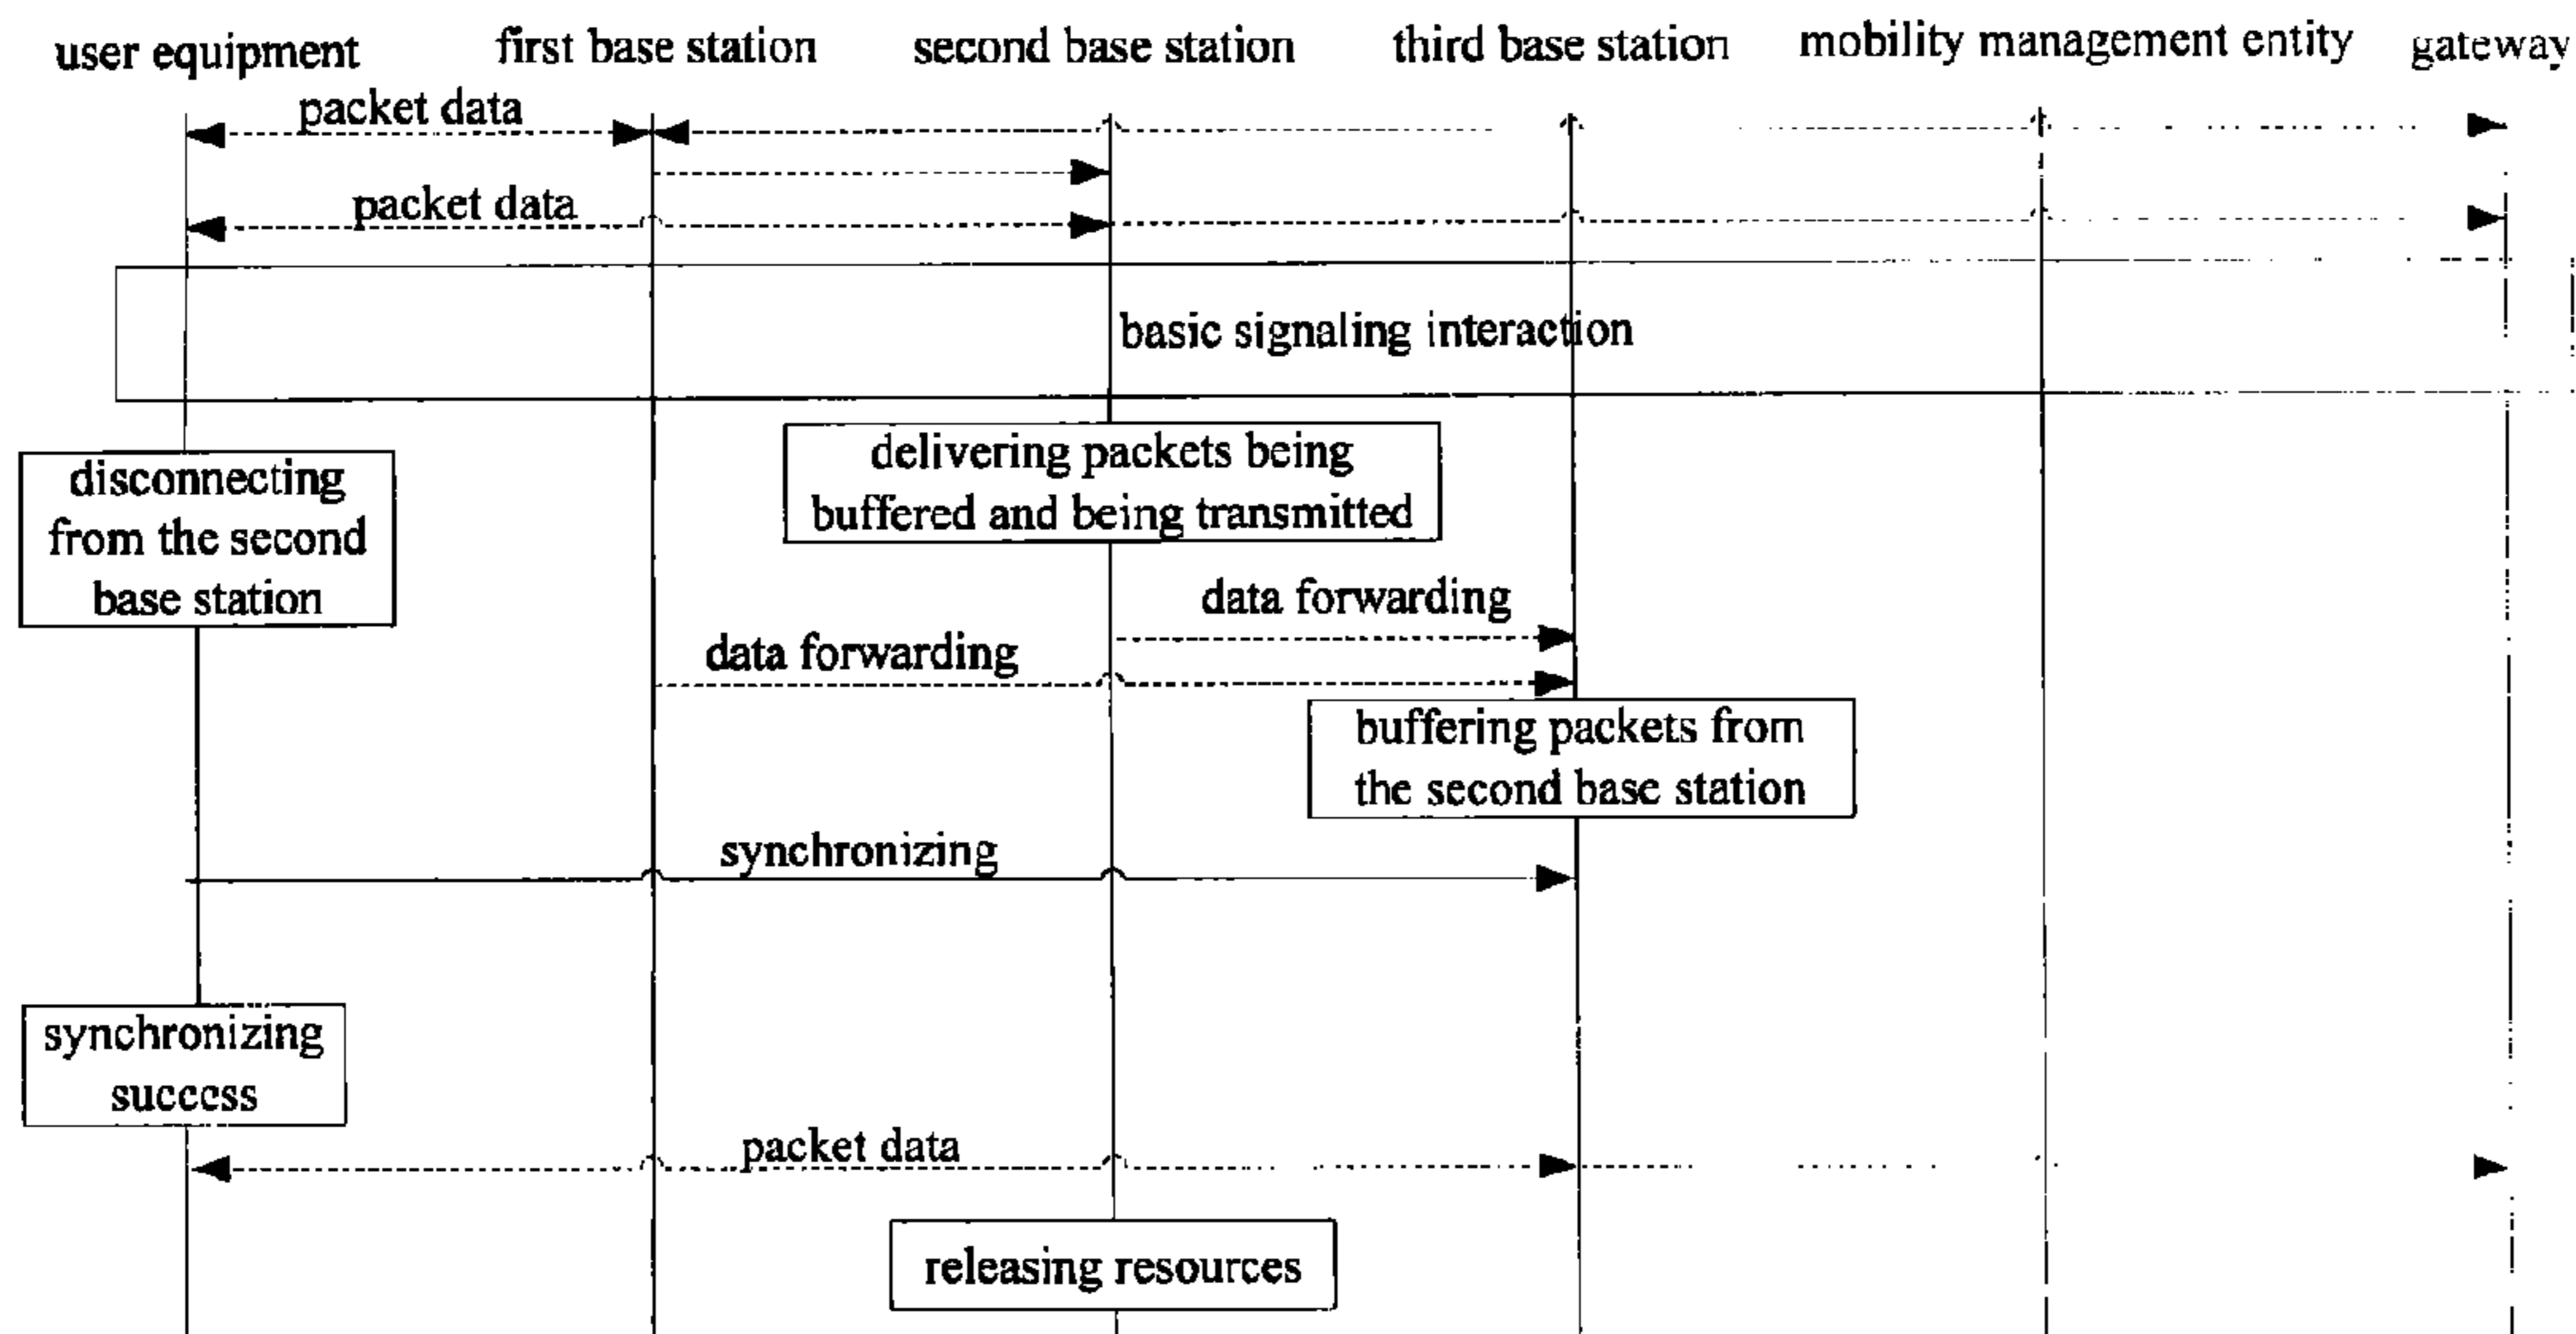 user equipment
first base station
second base station
third base station
mobility management entity
gateway
packet data
packet data
basic signaling interaction
delivering packets being
buffered and being transmitted
disconnecting
from the second
base station
data forwarding
data forwarding
buffering packets from
the second base station
synchronizing
synchronizing
success
packet data
releasing resources